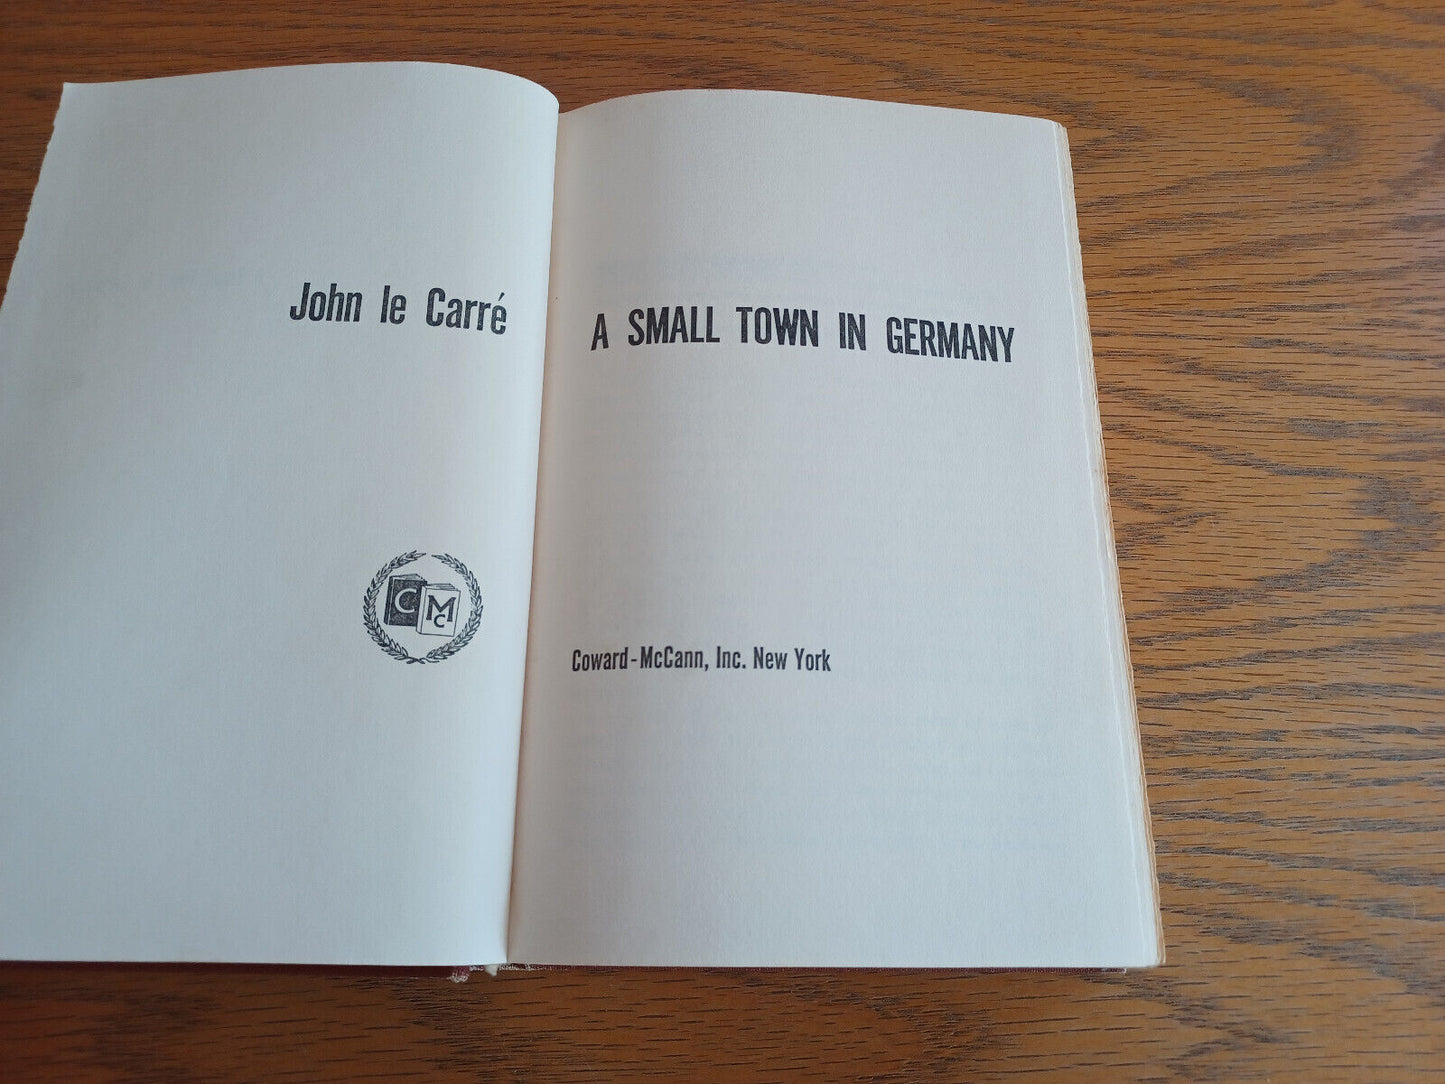 John le Carré
A SMALL TOWN IN GERMANY
C
M
C
Coward-McCann, Inc. New York